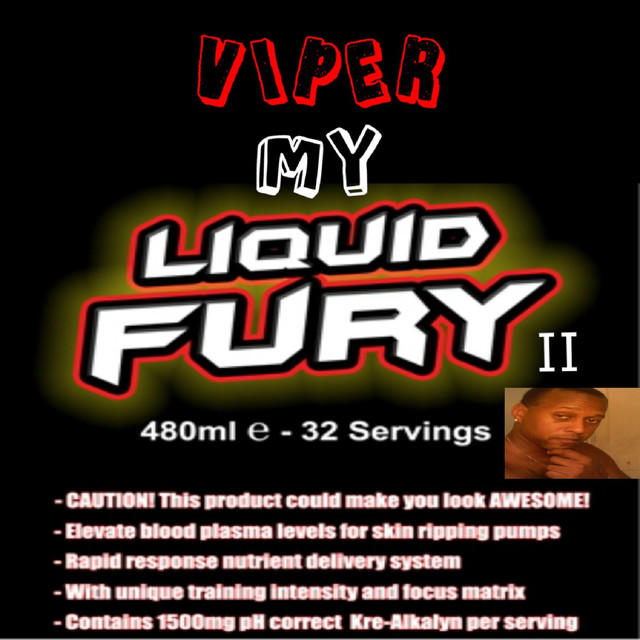 VIPER
MY
LIQUID
FURY
II
480ml e - 32 Servings
- CAUTION! This product could make you look AWESOME!
- Elevate blood plasma levels for skin ripping pumps
- Rapid response nutrient delivery system
- With unique training intensity and focus matrix
- Contains 1500mg pH correct Kre-Alkalyn per serving